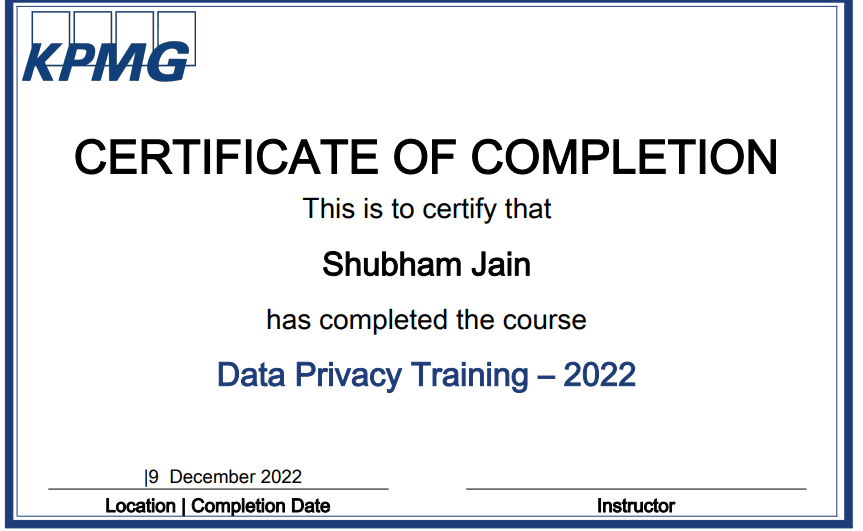 KPMG
CERTIFICATE OF COMPLETION
This is to certify that
Shubham Jain
has completed the course
Data Privacy Training – 2022
|9 December 2022
Location | Completion Date
Instructor